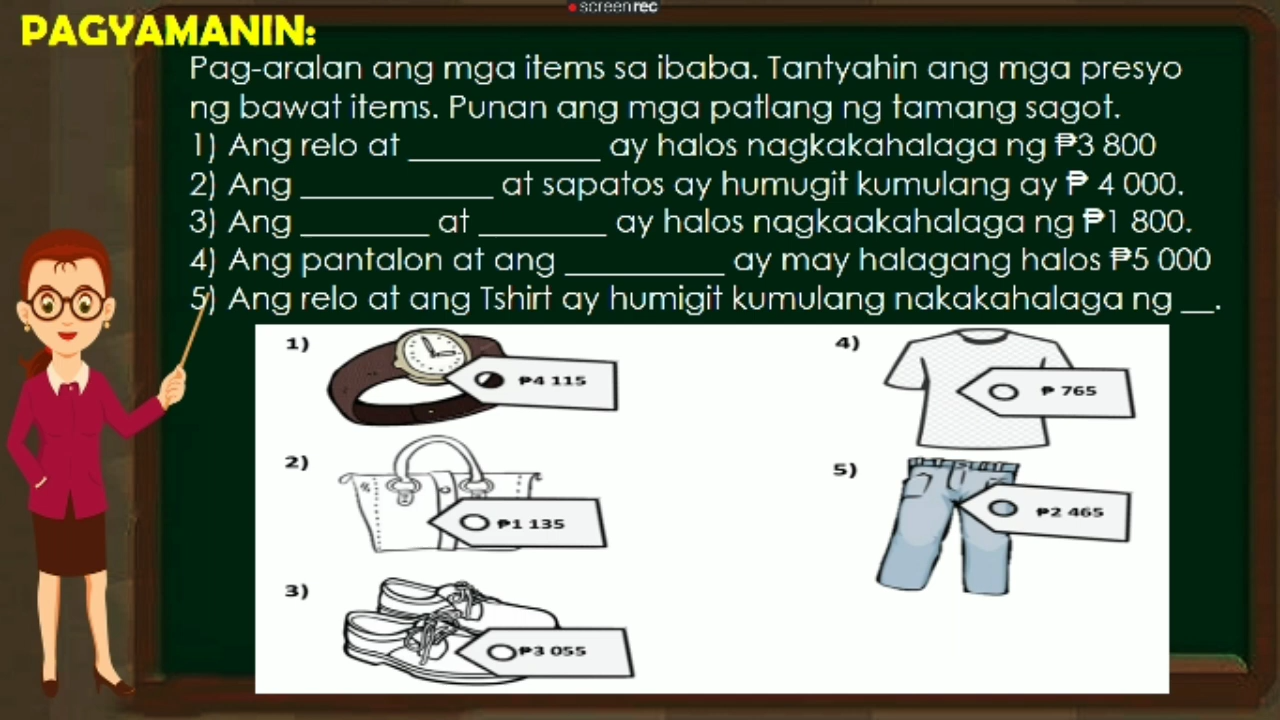 screenrec
PAGYAMANIN:
Pag-aralan ang mga items sa ibaba. Tantyahin ang mga presyo
ng bawat items. Punan ang mga patlang ng tamang sagot.
1) Ang relo at ____________ ay halos nagkakahalaga ng ₱3 800
2) Ang ____________ at sapatos ay humugit kumulang ay ₱ 4 000.
3) Ang ________ at ________ ay halos nagkaakahalaga ng ₱1 800.
4) Ang pantalon at ang __________ ay may halagang halos ₱5 000
5) Ang relo at ang Tshirt ay humigit kumulang nakakahalaga ng __.
1)
₱4 115
4)
₱ 765
2)
₱1 135
5)
₱2 465
3)
₱3 055